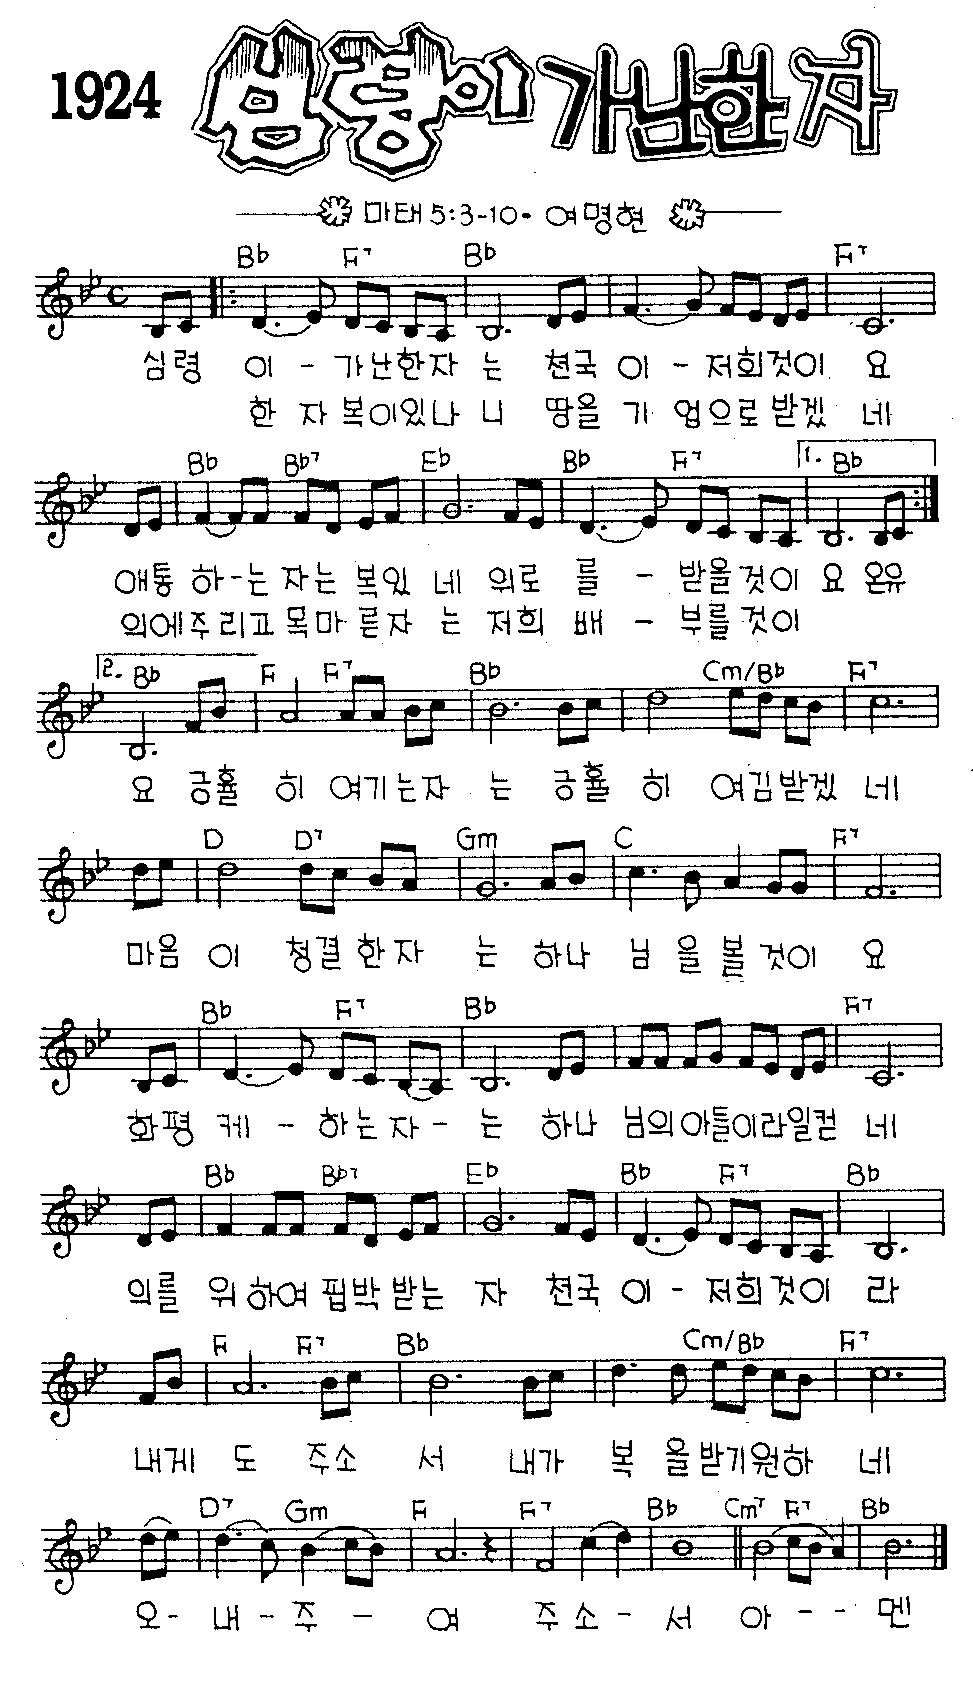 1924 심령이 가난한 자
마태 5:3-10 • 여명현
Bb F7 Bb F7
심령 이 - 가난한자 는 천국 이 - 저희것이 요
한 자 복이있나 니 땅을 기 업으로 받겠 네
Bb Bb7 Eb Bb F7 1. Bb
애통 하-는 자는 복있 네 위로 를 - 받을것이 요 온유
의에주리고 목마 른자 는 저희 배 - 부를것이
2. Bb F F7 Bb Cm/Bb F7
요 긍휼 히 여기는자 는 긍휼 히 여김받겠 네
D D7 Gm C F7
마음 이 청결한자 는 하나 님 을 볼 것이 요
Bb F7 Bb F7
화평 케 - 하는자- 는 하나 님의아들이라일컫 네
Bb Bb7 Eb Bb F7 Bb
의를 위하여 핍박받는 자 천국 이- 저희것이 라
F F7 Bb Cm/Bb F7
내게 도 주소 서 내가 복 을받기원하 네
D7 Gm F F7 Bb Cm7 F7 Bb
오- 내-주 - 여 주소- 서 아 - - 멘